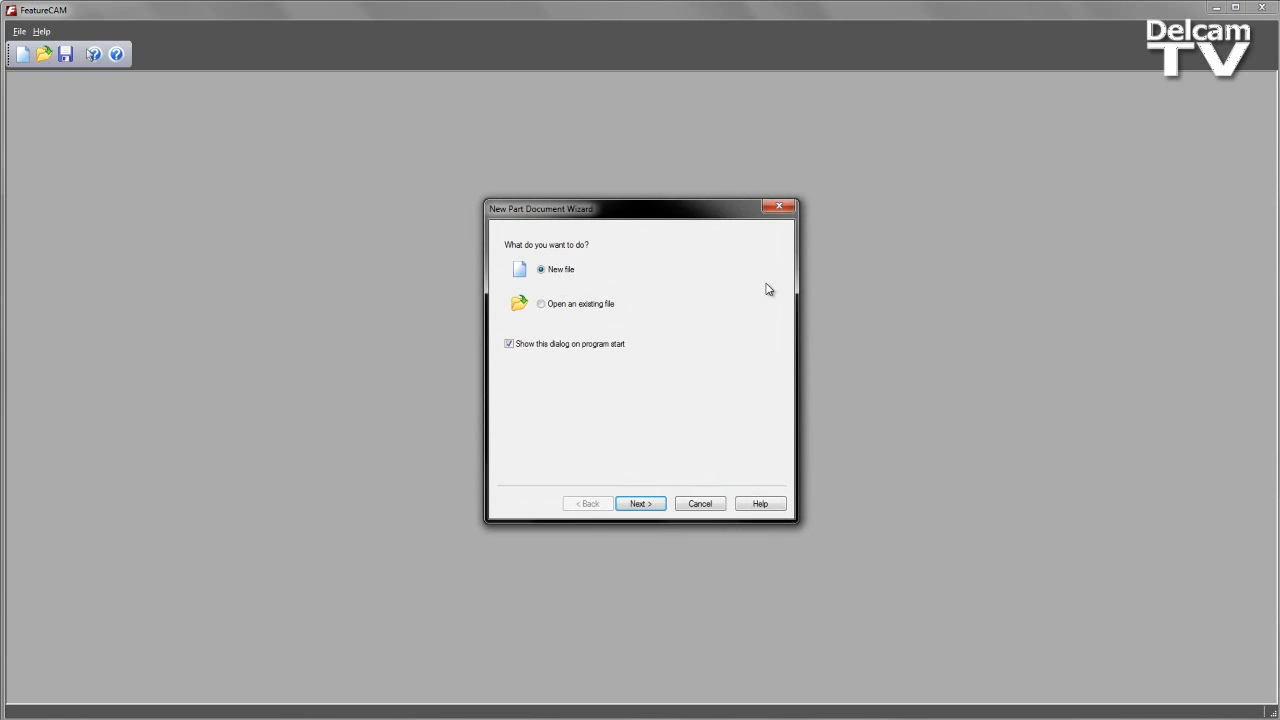 FeatureCAM
File Help
Delcam
TV
New Part Document Wizard
What do you want to do?
New file
Open an existing file
Show this dialog on program start
< Back Next > Cancel Help